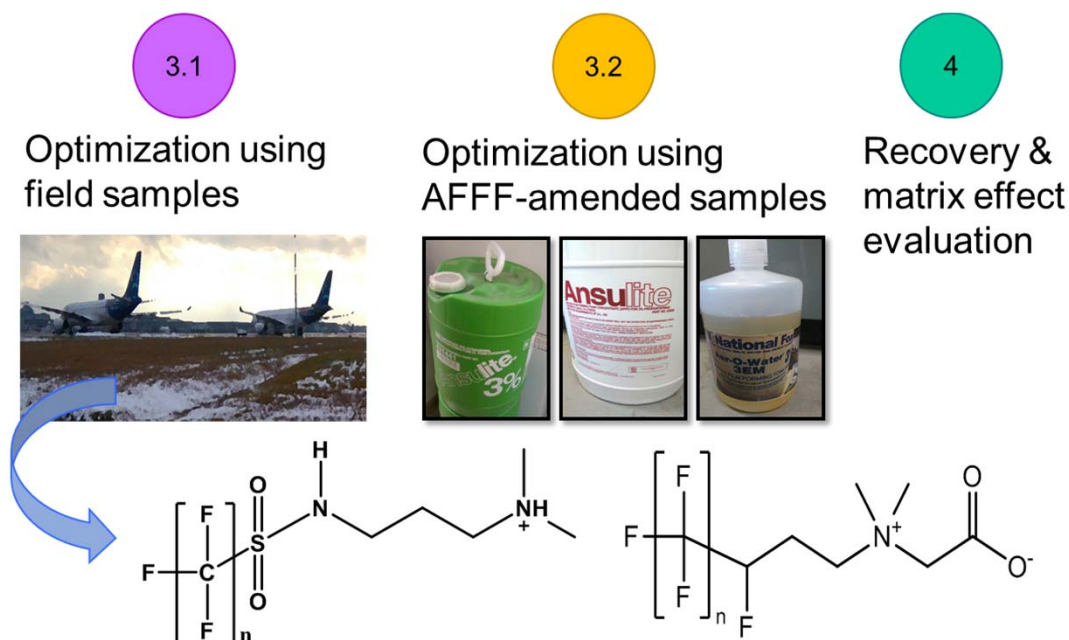 3.1
3.2
4
Optimization using
field samples
Optimization using
AFFF-amended samples
Recovery &
matrix effect
evaluation
Ansulite
3%
Ansulite
National Foam
Aer-O-Water
3EM
H
O
N
NH
+
F
S
F
C
O
F
n
F
F
F
n
F
N+
O
O-